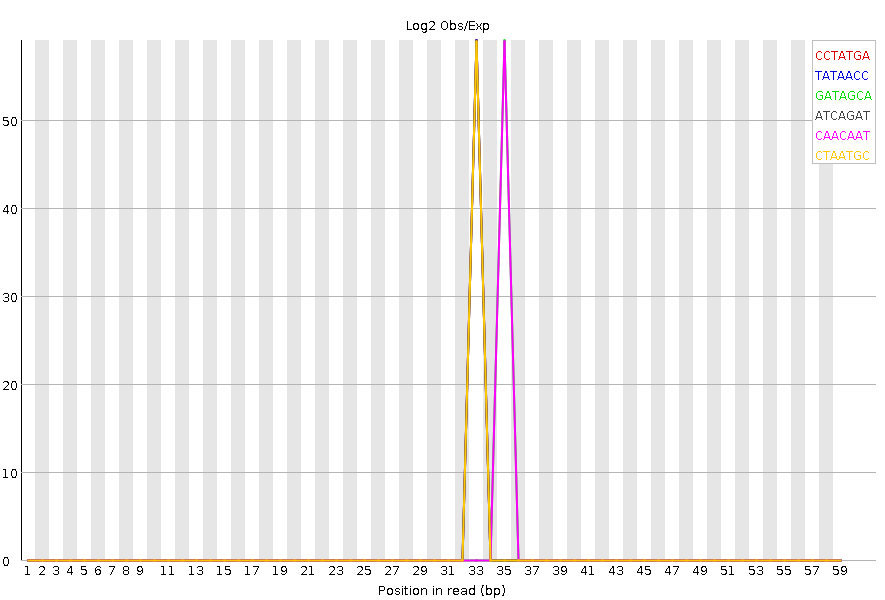 Log2 Obs/Exp
CCTATGA
TATAACC
GATAGCA
ATCAGAT
CAACAAT
CTAATGC
50
40
30
20
10
0
1 2 3 4 5 6 7 8 9 11 13 15 17 19 21 23 25 27 29 31 33 35 37 39 41 43 45 47 49 51 53 55 57 59
Position in read (bp)